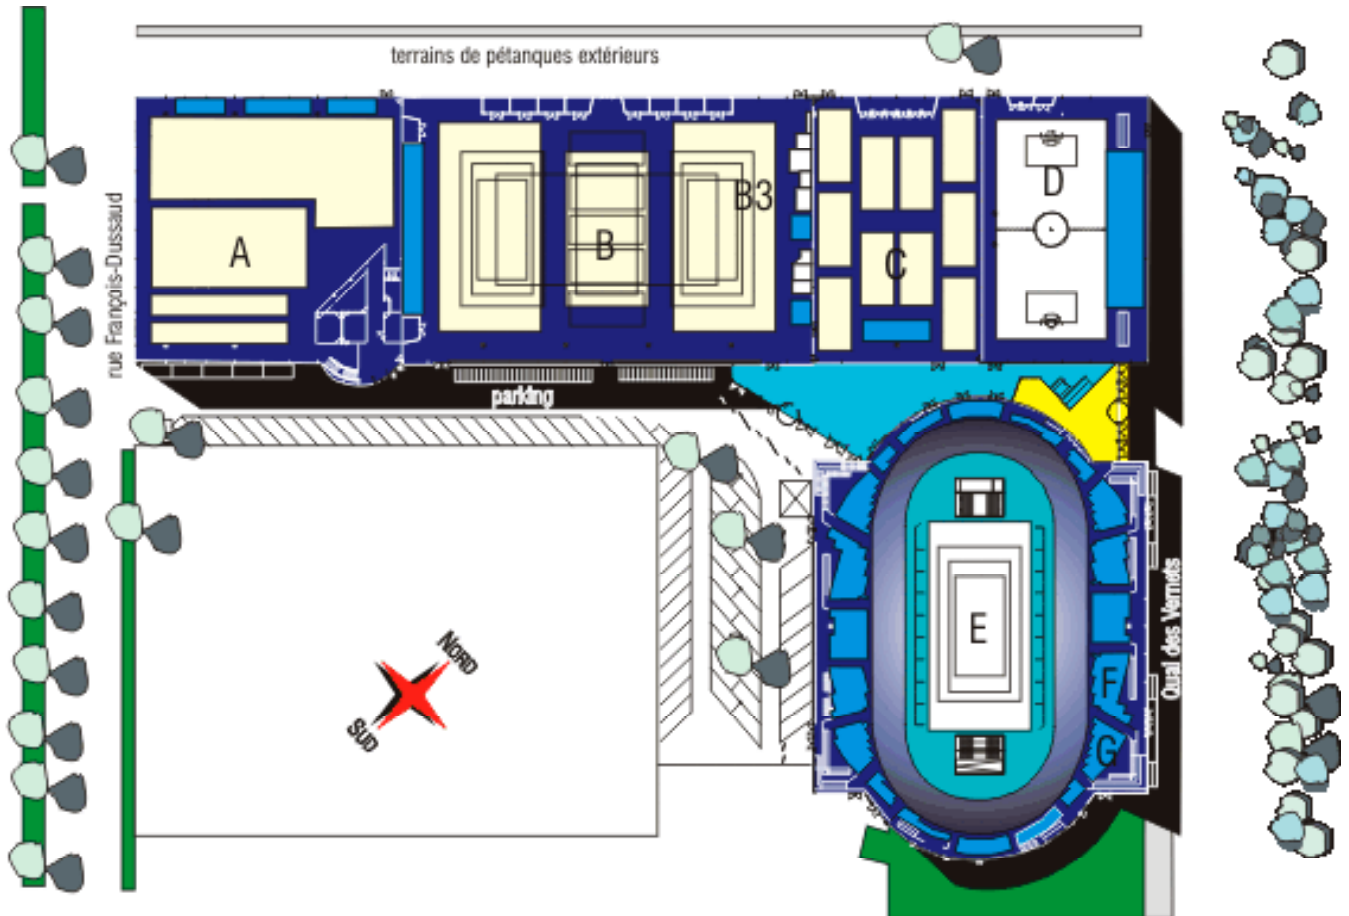 terrains de pétanques extérieurs
rue François-Dussaud
A
B
B3
C
D
parking
E
F
G
Quai des Vernets
NORD
SUD